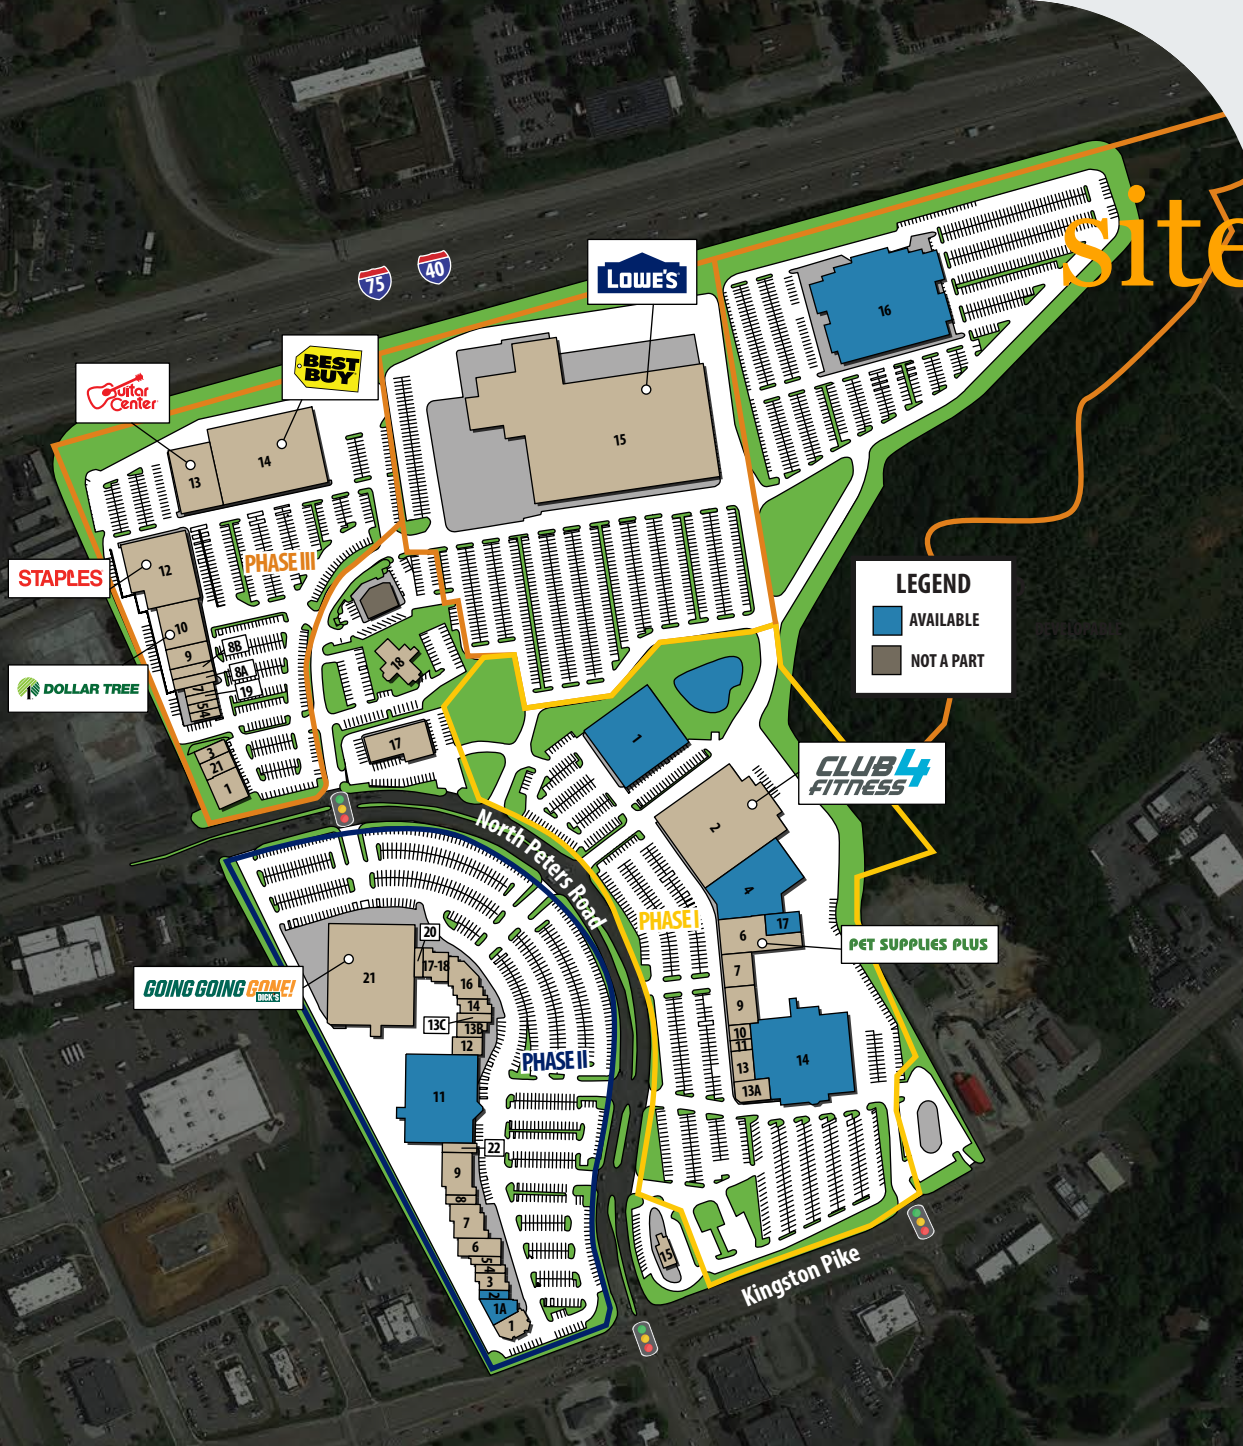 site
75
40
LOWE'S
16
BEST
BUY
Guitar
Center
15
14
13
PHASE III
STAPLES
12
10
9
8B
8A
19
7
5
4
DOLLAR TREE
3
21
1
18
17
LEGEND
AVAILABLE
NOT A PART
1
CLUB 4
FITNESS
2
4
North Peters Road
PHASE I
17
6
PET SUPPLIES PLUS
7
9
10
11
13
13A
14
15
Kingston Pike
GOING GOING GONE!
DICK'S
21
20
17-18
16
14
13C
13B
12
PHASE II
11
22
9
8
7
6
5
4
3
2
1A
1